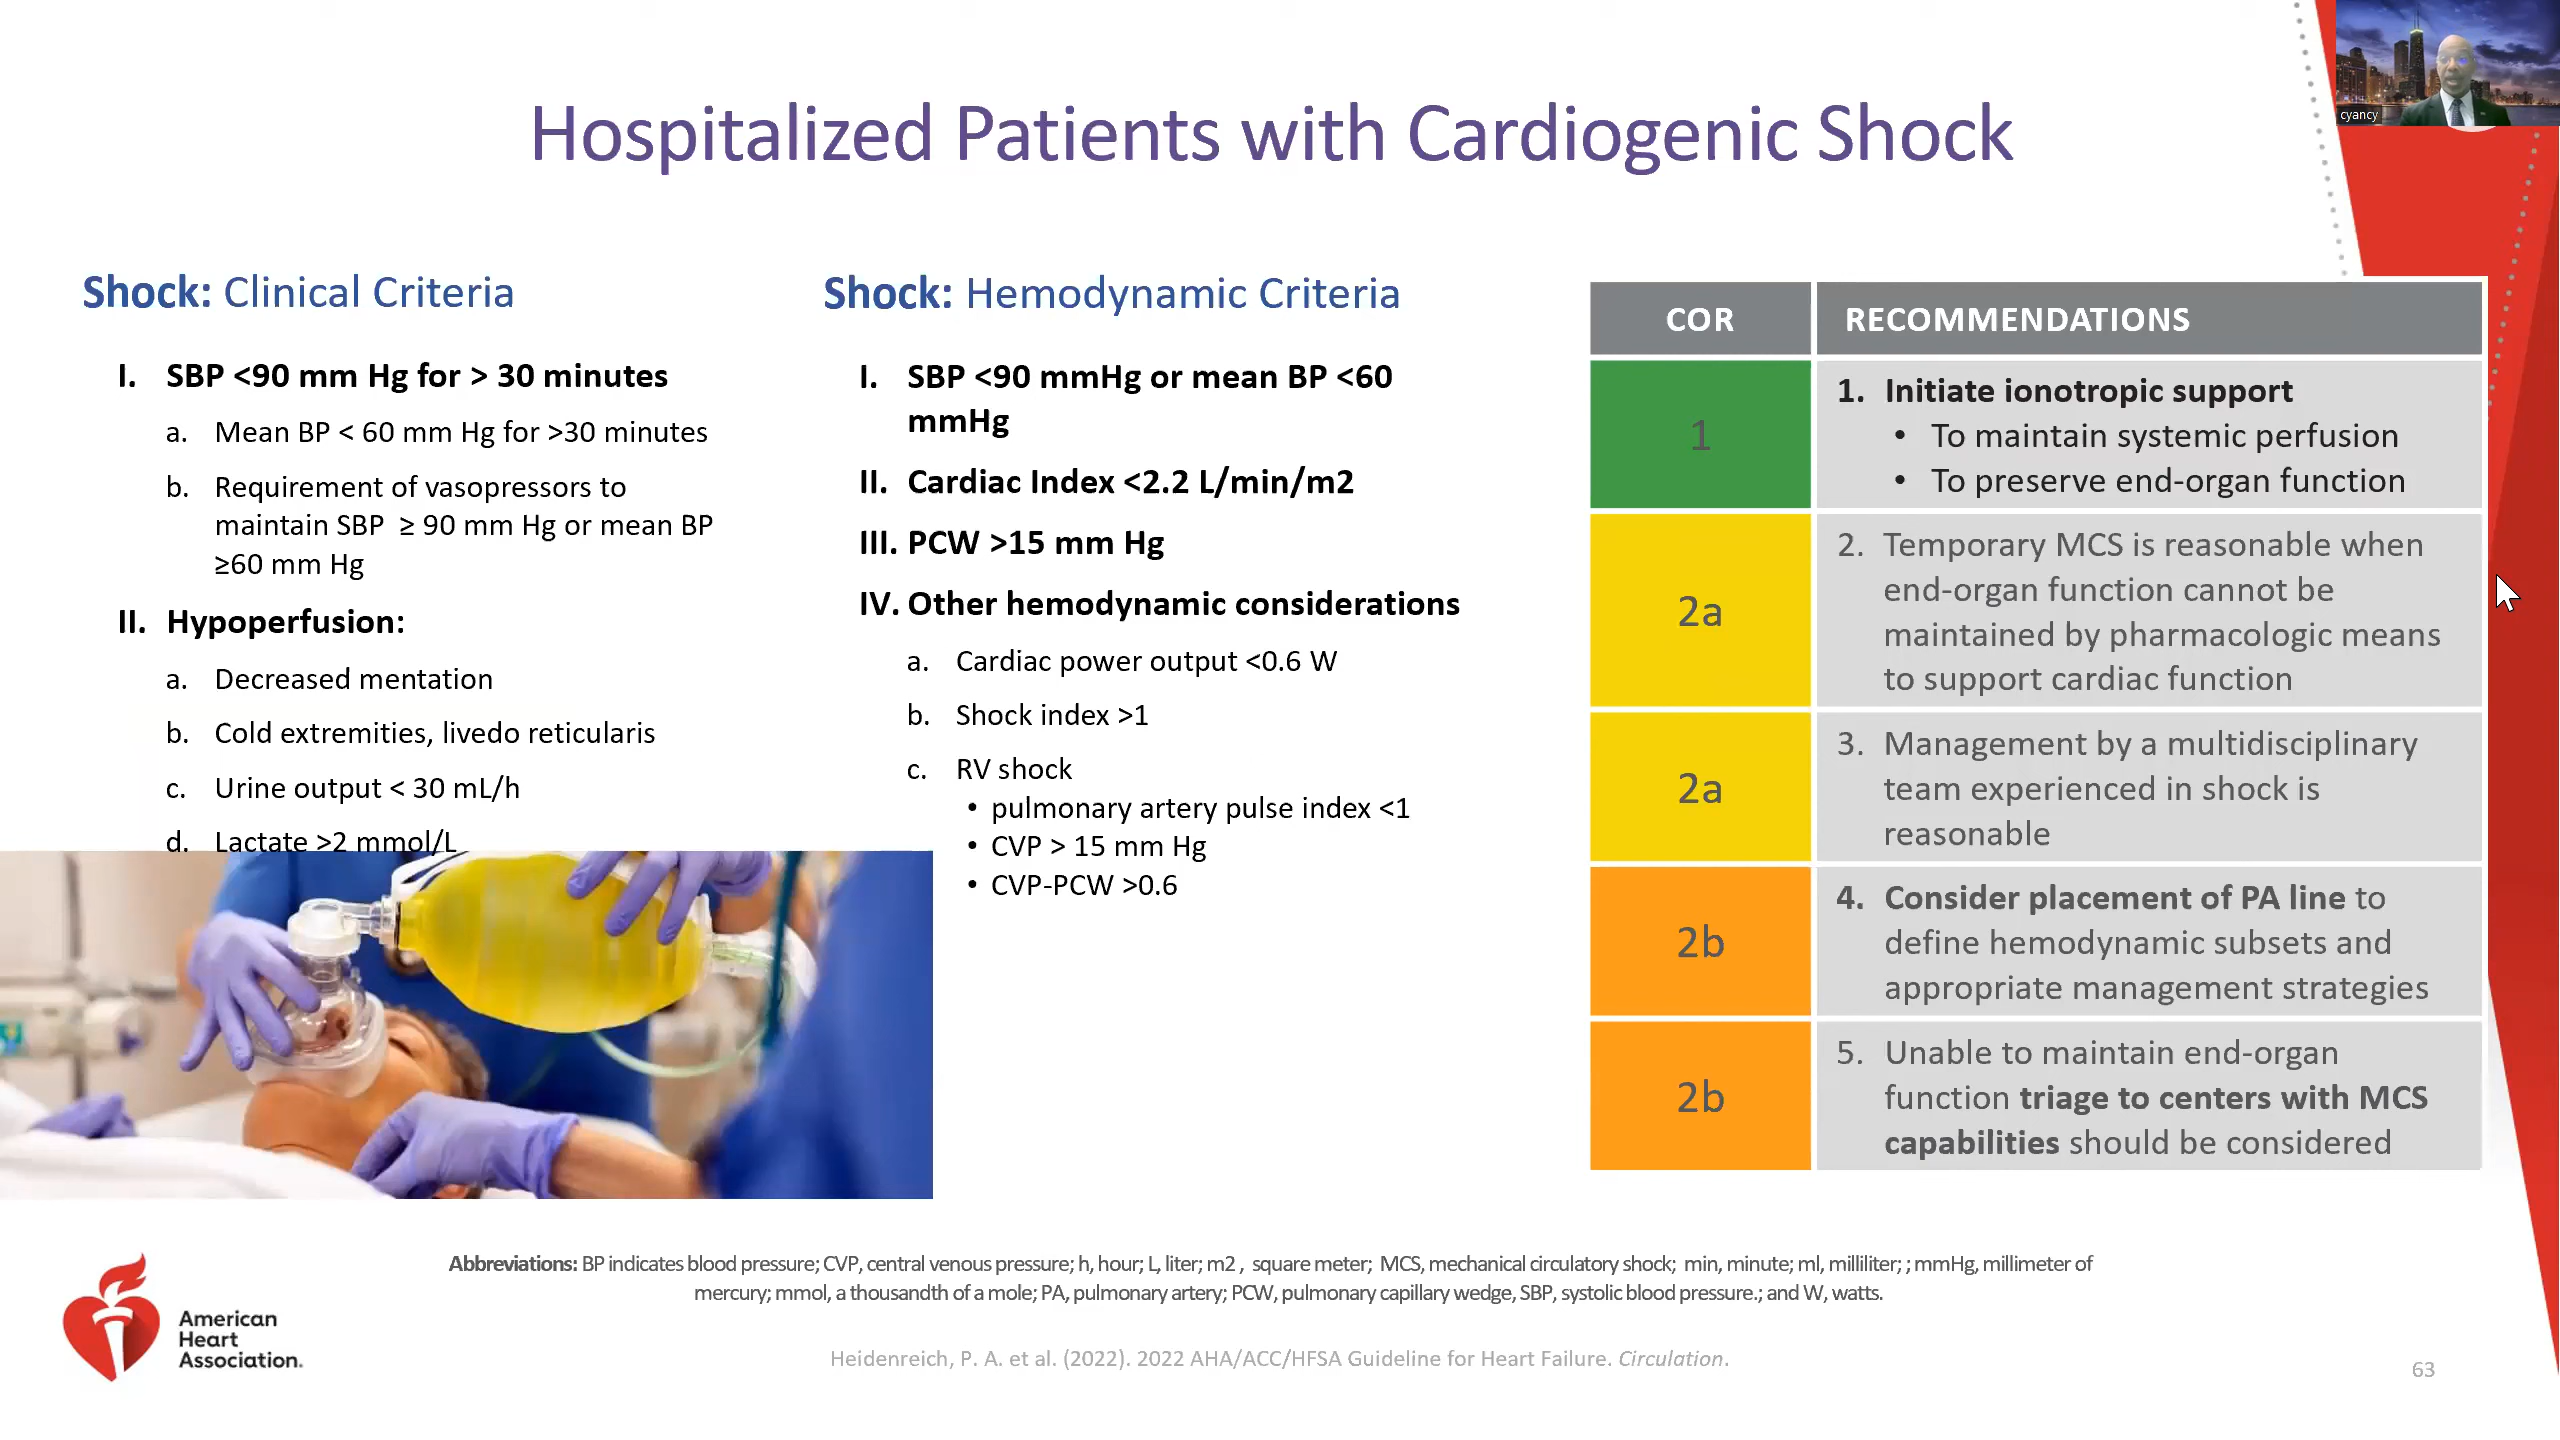 cyancy
Hospitalized Patients with Cardiogenic Shock
Shock: Clinical Criteria
I. SBP <90 mm Hg for > 30 minutes
a. Mean BP < 60 mm Hg for >30 minutes
b. Requirement of vasopressors to
maintain SBP ≥ 90 mm Hg or mean BP
≥60 mm Hg
II. Hypoperfusion:
a. Decreased mentation
b. Cold extremities, livedo reticularis
c. Urine output < 30 mL/h
d. Lactate >2 mmol/L
Shock: Hemodynamic Criteria
I. SBP <90 mmHg or mean BP <60
mmHg
II. Cardiac Index <2.2 L/min/m2
III. PCW >15 mm Hg
IV. Other hemodynamic considerations
a. Cardiac power output <0.6 W
b. Shock index >1
c. RV shock
• pulmonary artery pulse index <1
• CVP > 15 mm Hg
• CVP-PCW >0.6
COR RECOMMENDATIONS
1
1. Initiate ionotropic support
• To maintain systemic perfusion
• To preserve end-organ function
2a
2. Temporary MCS is reasonable when
end-organ function cannot be
maintained by pharmacologic means
to support cardiac function
2a
3. Management by a multidisciplinary
team experienced in shock is
reasonable
2b
4. Consider placement of PA line to
define hemodynamic subsets and
appropriate management strategies
2b
5. Unable to maintain end-organ
function triage to centers with MCS
capabilities should be considered
Abbreviations: BP indicates blood pressure; CVP, central venous pressure; h, hour; L, liter; m2 , square meter; MCS, mechanical circulatory shock; min, minute; ml, milliliter; ; mmHg, millimeter of
mercury; mmol, a thousandth of a mole; PA, pulmonary artery; PCW, pulmonary capillary wedge, SBP, systolic blood pressure.; and W, watts.
American
Heart
Association.
Heidenreich, P. A. et al. (2022). 2022 AHA/ACC/HFSA Guideline for Heart Failure. Circulation.
63